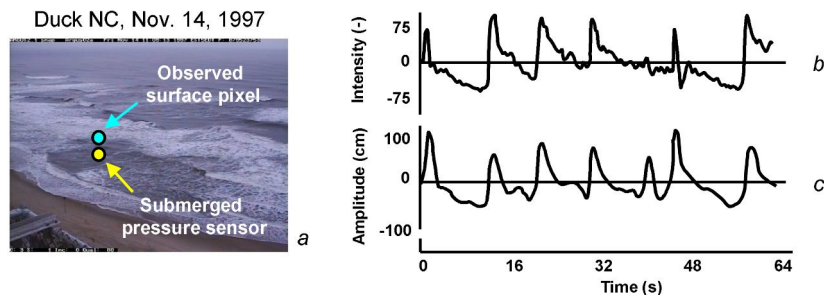 Duck NC, Nov. 14, 1997
Observed
surface pixel
Submerged
pressure sensor
a
Intensity (-)
75
0
-75
b
Amplitude (cm)
100
0
-100
c
0 16 32 48 64
Time (s)